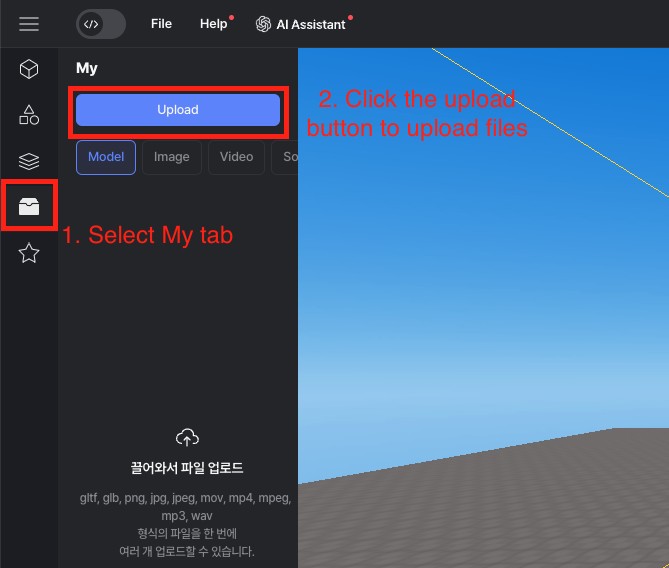 File Help AI Assistant
My
Upload
Model Image Video So
2. Click the upload
button to upload files
1. Select My tab
끌어와서 파일 업로드
gltf, glb, png, jpg, jpeg, mov, mp4, mpeg,
mp3, wav
형식의 파일을 한 번에
여러 개 업로드할 수 있습니다.